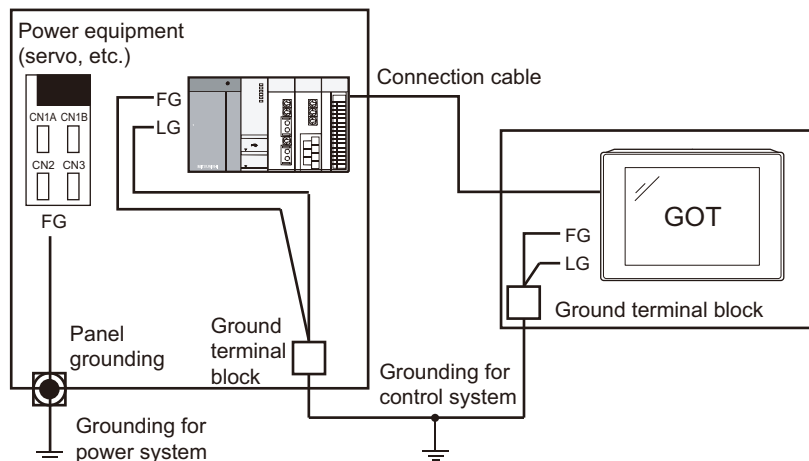 Power equipment
(servo, etc.)
CN1A CN1B
CN2 CN3
FG
FG
LG
Connection cable
GOT
FG
LG
Ground terminal block
Panel
grounding
Ground
terminal
block
Grounding for
control system
Grounding for
power system